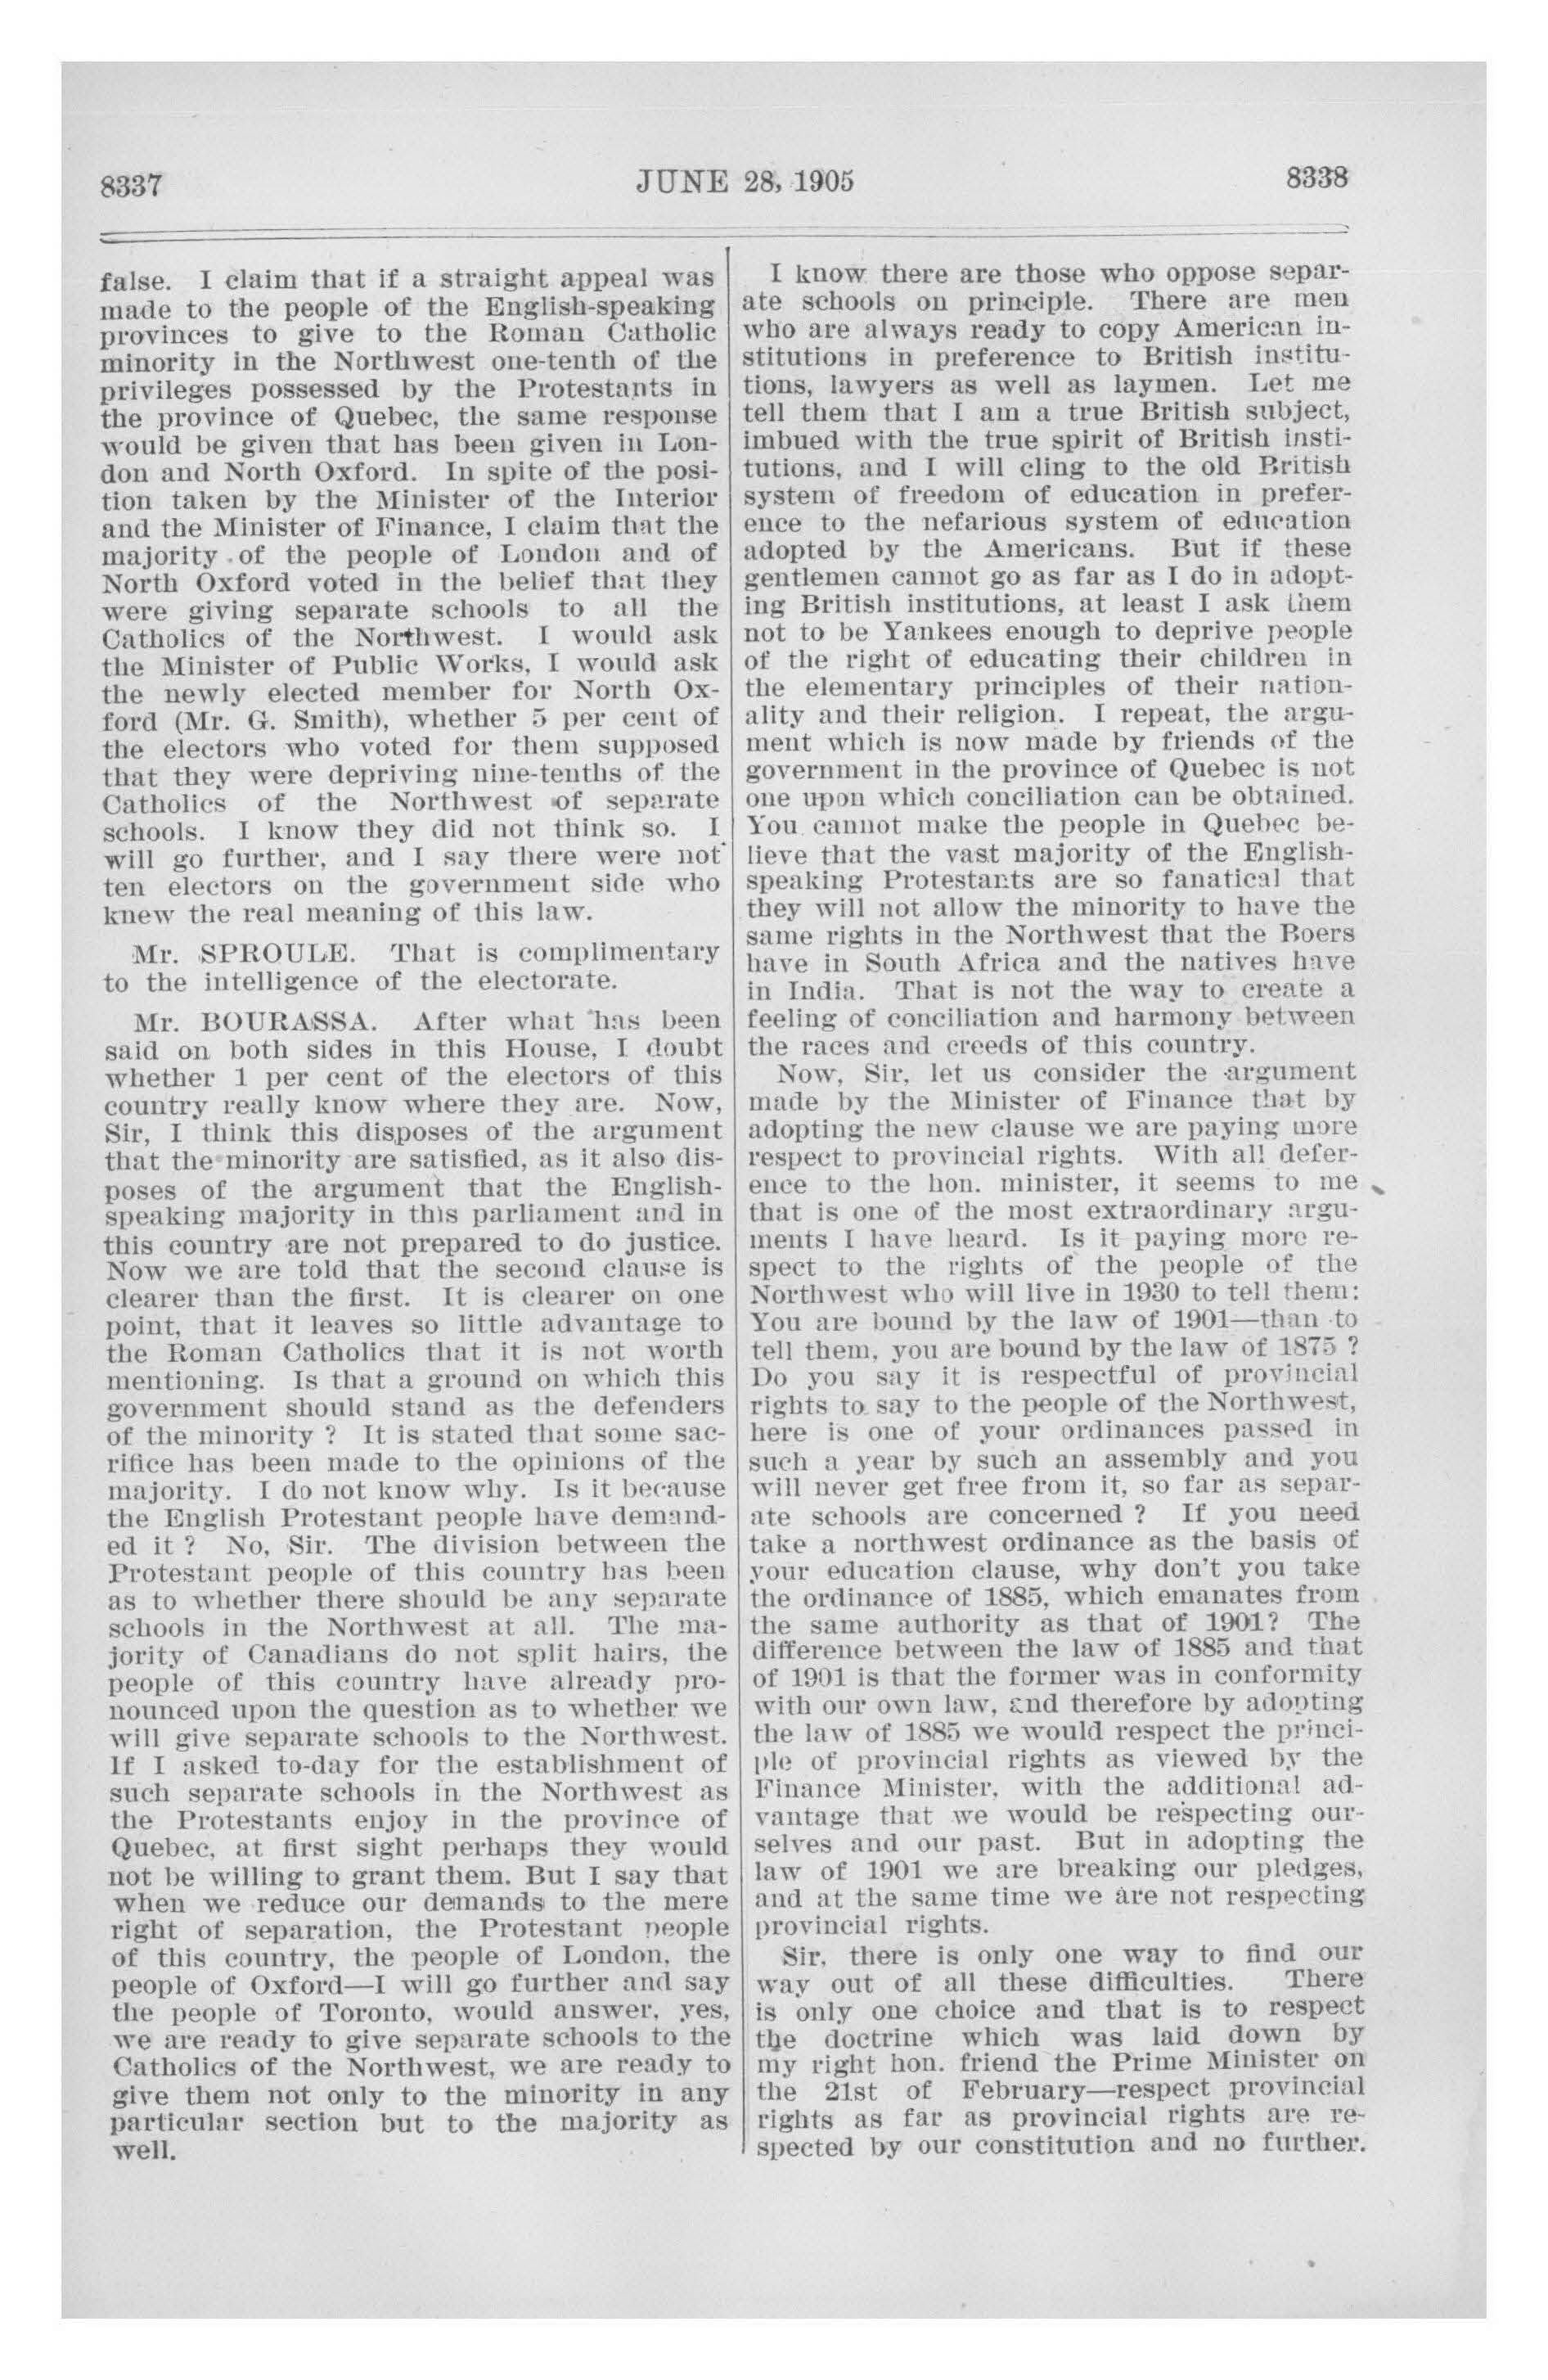 8337
JUNE 28, 1905
8338
false. I claim that if a straight appeal was
made to the people of the English-speaking
provinces to give to the Roman Catholic
minority in the Northwest one-tenth of the
privileges possessed by the Protestants in
the province of Quebec, the same response
would be given that has been given in Lon-
don and North Oxford. In spite of the posi-
tion taken by the Minister of the Interior
and the Minister of Finance, I claim that the
majority of the people of London and of
North Oxford voted in the belief that they
were giving separate schools to all the
Catholics of the Northwest. I would ask
the Minister of Public Works, I would ask
the newly elected member for North Ox-
ford (Mr. G. Smith), whether 5 per cent of
the electors who voted for them supposed
that they were depriving nine-tenths of the
Catholics of the Northwest of separate
schools. I know they did not think so. I
will go further, and I say there were not
ten electors on the government side who
knew the real meaning of this law.
Mr. SPROULE. That is complimentary
to the intelligence of the electorate.
Mr. BOURASSA. After what has been
said on both sides in this House, I doubt
whether 1 per cent of the electors of this
country really know where they are. Now,
Sir, I think this disposes of the argument
that the minority are satisfied, as it also dis-
poses of the argument that the English-
speaking majority in this parliament and in
this country are not prepared to do justice.
Now we are told that the second clause is
clearer than the first. It is clearer on one
point, that it leaves so little advantage to
the Roman Catholics that it is not worth
mentioning. Is that a ground on which this
government should stand as the defenders
of the minority ? It is stated that some sac-
rifice has been made to the opinions of the
majority. I do not know why. Is it because
the English Protestant people have demand-
ed it ? No, Sir. The division between the
Protestant people of this country has been
as to whether there should be any separate
schools in the Northwest at all. The ma-
jority of Canadians do not split hairs, the
people of this country have already pro-
nounced upon the question as to whether we
will give separate schools to the Northwest.
If I asked to-day for the establishment of
such separate schools in the Northwest as
the Protestants enjoy in the province of
Quebec, at first sight perhaps they would
not be willing to grant them. But I say that
when we reduce our demands to the mere
right of separation, the Protestant people
of this country, the people of London, the
people of Oxford—I will go further and say
the people of Toronto, would answer, yes,
we are ready to give separate schools to the
Catholics of the Northwest, we are ready to
give them not only to the minority in any
particular section but to the majority as
well.
I know there are those who oppose separ-
ate schools on principle. There are men
who are always ready to copy American in-
stitutions in preference to British institu-
tions, lawyers as well as laymen. Let me
tell them that I am a true British subject,
imbued with the true spirit of British insti-
tutions, and I will cling to the old British
system of freedom of education in prefer-
ence to the nefarious system of education
adopted by the Americans. But if these
gentlemen cannot go as far as I do in adopt-
ing British institutions, at least I ask them
not to be Yankees enough to deprive people
of the right of educating their children in
the elementary principles of their nation-
ality and their religion. I repeat, the argu-
ment which is now made by friends of the
government in the province of Quebec is not
one upon which conciliation can be obtained.
You cannot make the people in Quebec be-
lieve that the vast majority of the English-
speaking Protestants are so fanatical that
they will not allow the minority to have the
same rights in the Northwest that the Boers
have in South Africa and the natives have
in India. That is not the way to create a
feeling of conciliation and harmony between
the races and creeds of this country.
Now, Sir, let us consider the argument
made by the Minister of Finance that by
adopting the new clause we are paying more
respect to provincial rights. With all defer-
ence to the hon. minister, it seems to me
that is one of the most extraordinary argu-
ments I have heard. Is it paying more re-
spect to the rights of the people of the
Northwest who will live in 1930 to tell them:
You are bound by the law of 1901—than to
tell them, you are bound by the law of 1875 ?
Do you say it is respectful of provincial
rights to say to the people of the Northwest,
here is one of your ordinances passed in
such a year by such an assembly and you
will never get free from it, so far as separ-
ate schools are concerned ? If you need
take a northwest ordinance as the basis of
your education clause, why don't you take
the ordinance of 1885, which emanates from
the same authority as that of 1901? The
difference between the law of 1885 and that
of 1901 is that the former was in conformity
with our own law, and therefore by adopting
the law of 1885 we would respect the princi-
ple of provincial rights as viewed by the
Finance Minister, with the additional ad-
vantage that we would be respecting our-
selves and our past. But in adopting the
law of 1901 we are breaking our pledges,
and at the same time we are not respecting
provincial rights.
Sir, there is only one way to find our
way out of all these difficulties. There
is only one choice and that is to respect
the doctrine which was laid down by
my right hon. friend the Prime Minister on
the 21st of February—respect provincial
rights as far as provincial rights are re-
spected by our constitution and no further.